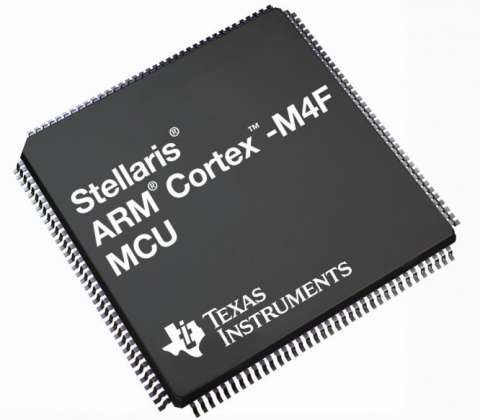 Stellaris®
ARM® Cortex™-M4F
MCU
TEXAS
INSTRUMENTS